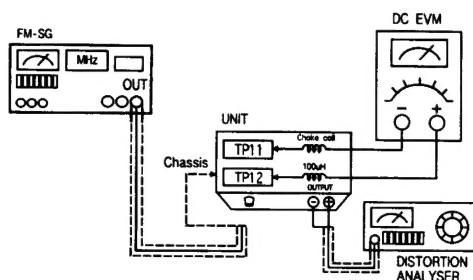 FM-SG
MHz
OUT
DC EVM
− +
UNIT
Choke coil
TP11
100μH
TP12
OUTPUT
− +
Chassis
DISTORTION
ANALYSER